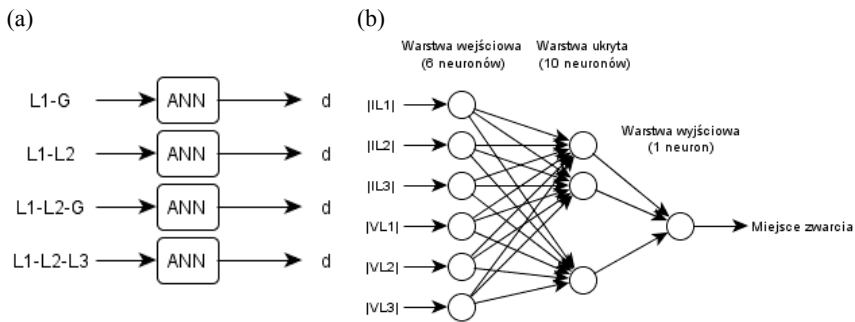 (a)
L1-G ANN d
L1-L2 ANN d
L1-L2-G ANN d
L1-L2-L3 ANN d
(b)
Warstwa wejściowa
(6 neuronów)
Warstwa ukryta
(10 neuronów)
Warstwa wyjściowa
(1 neuron)
|IL1|
|IL2|
|IL3|
|VL1|
|VL2|
|VL3|
Miejsce zwarcia